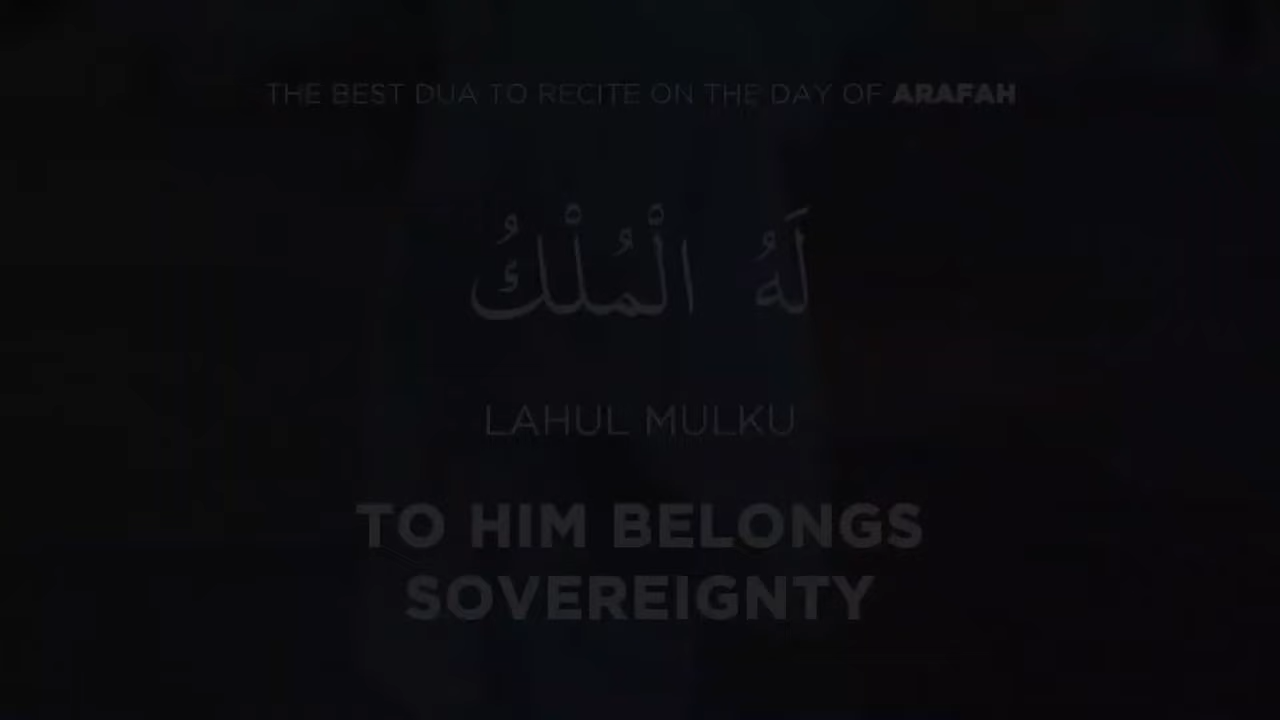 THE BEST DUA TO RECITE ON THE DAY OF ARAFAH
لَهُ الْمُلْكُ
LAHUL MULKU
TO HIM BELONGS
SOVEREIGNTY